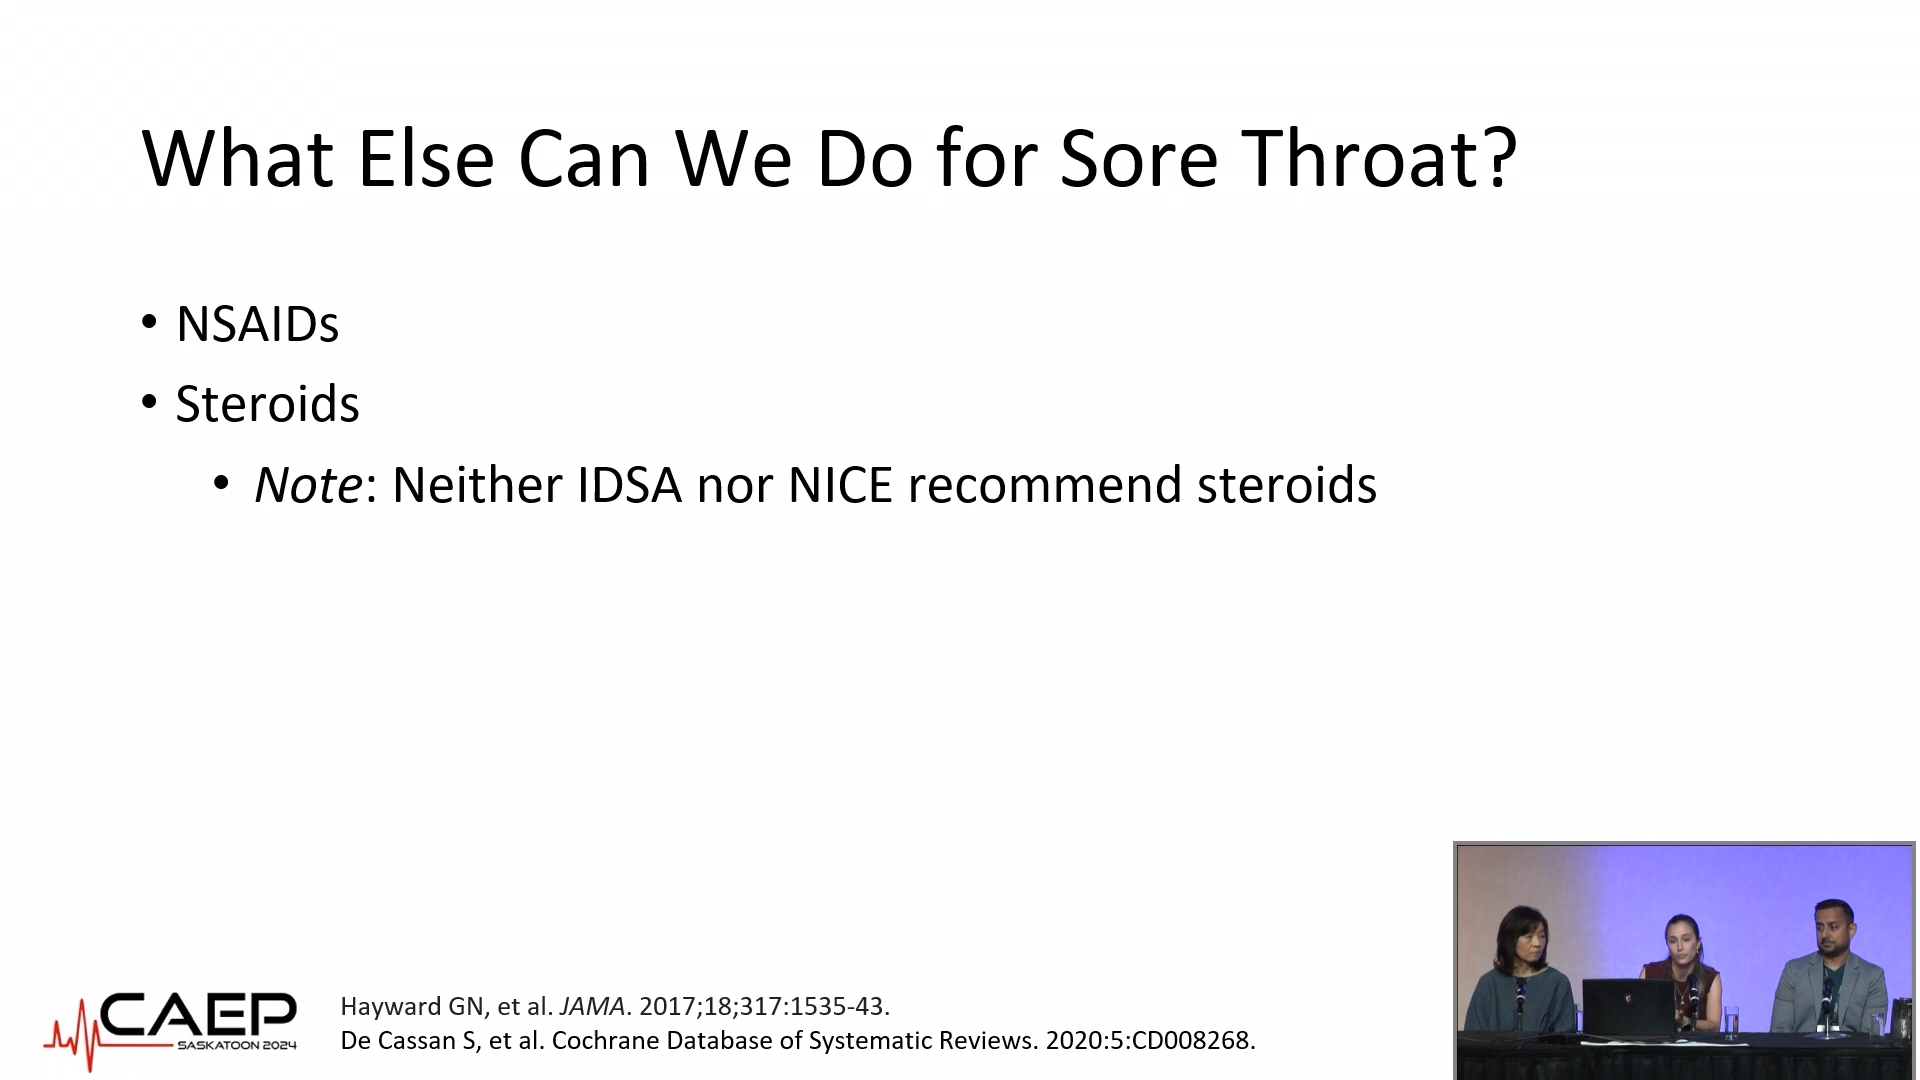 What Else Can We Do for Sore Throat?
• NSAIDs
• Steroids
• Note: Neither IDSA nor NICE recommend steroids
CAEP
SASKATOON 2024
Hayward GN, et al. JAMA. 2017;18;317:1535-43.
De Cassan S, et al. Cochrane Database of Systematic Reviews. 2020:5:CD008268.